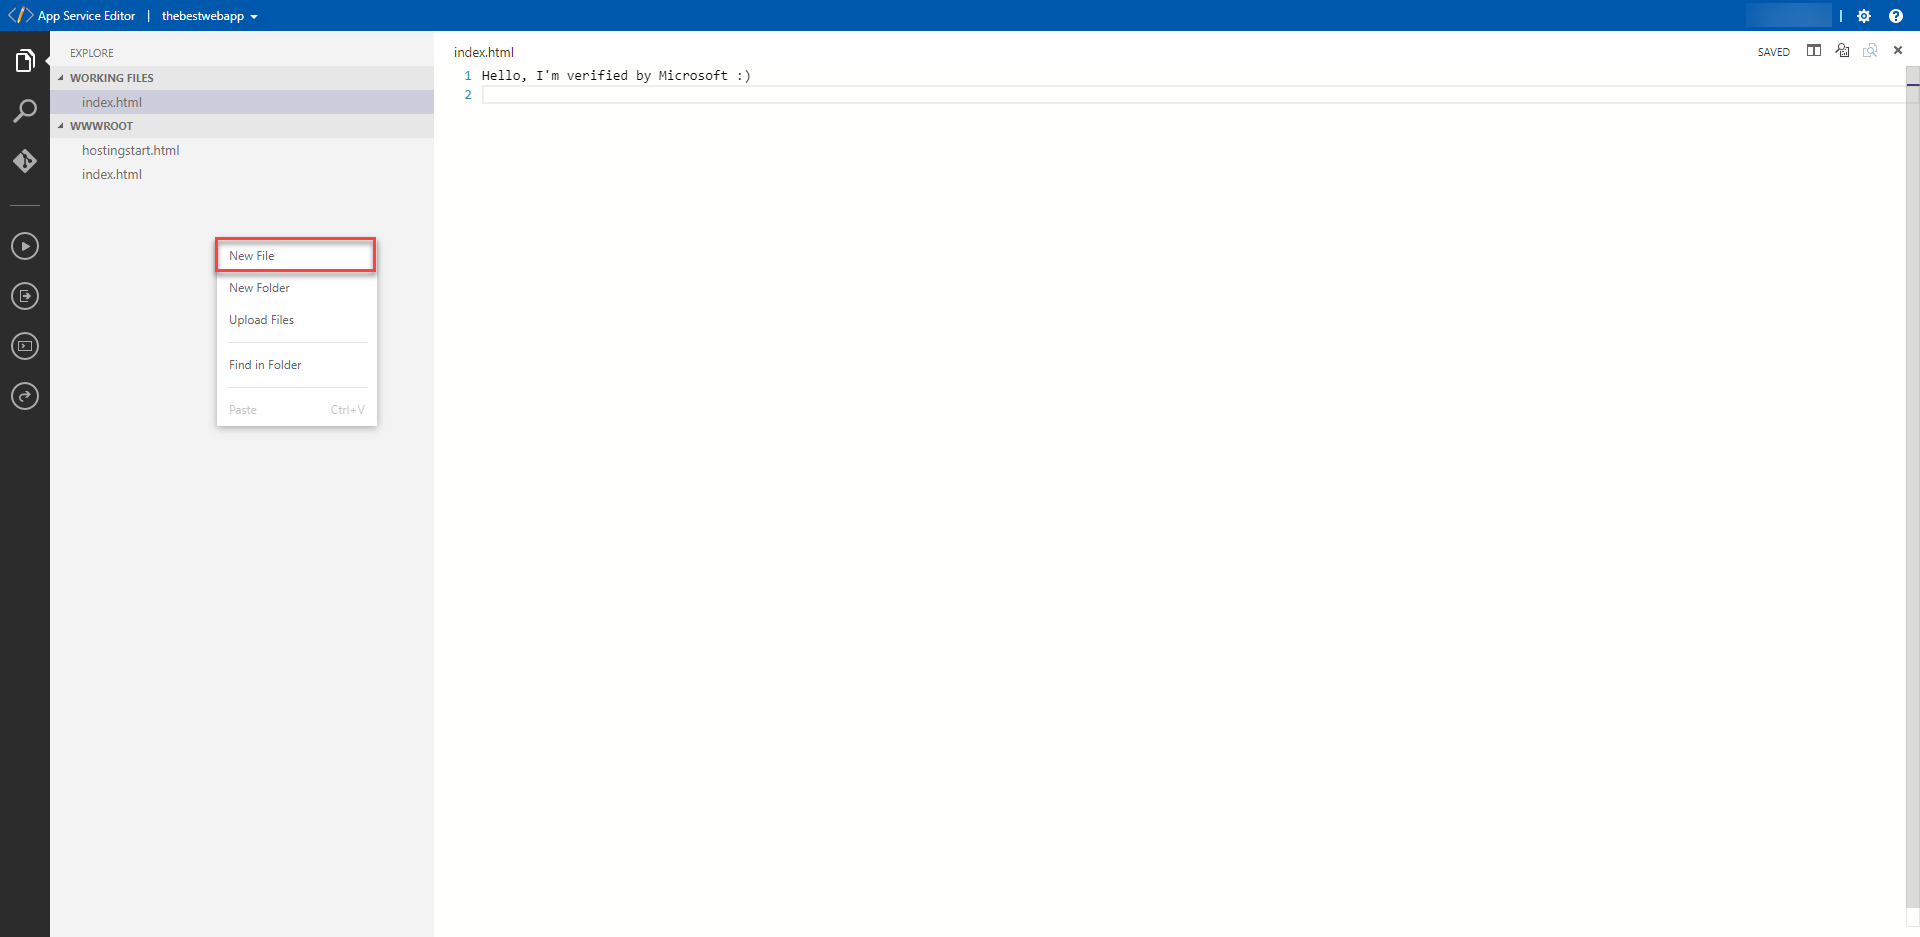 App Service Editor | thebestwebapp
EXPLORE
WORKING FILES
index.html
WWWROOT
hostingstart.html
index.html
New File
New Folder
Upload Files
Find in Folder
Paste Ctrl+V
index.html
SAVED
1 Hello, I'm verified by Microsoft :)
2